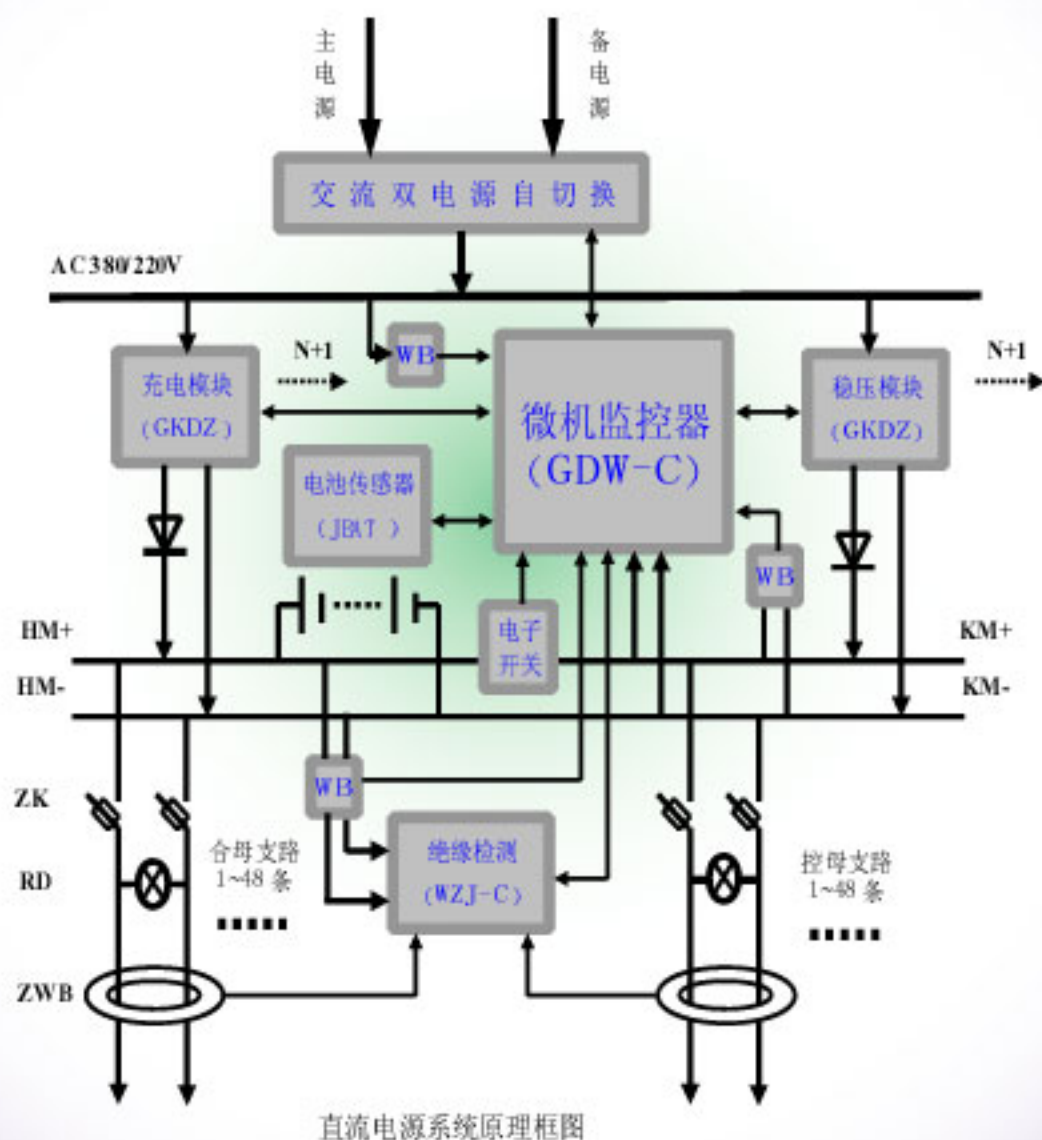 主电源
备电源
交流双电源自切换
AC380/220V
充电模块
(GKDZ)
N+1
WB
微机监控器
(GDW-C)
稳压模块
(GKDZ)
N+1
电池传感器
(JBAT)
WB
电子
开关
HM+
KM+
HM-
KM-
WB
ZK
绝缘检测
(WZJ-C)
合母支路
1~48条
控母支路
1~48条
RD
ZWB
直流电源系统原理框图